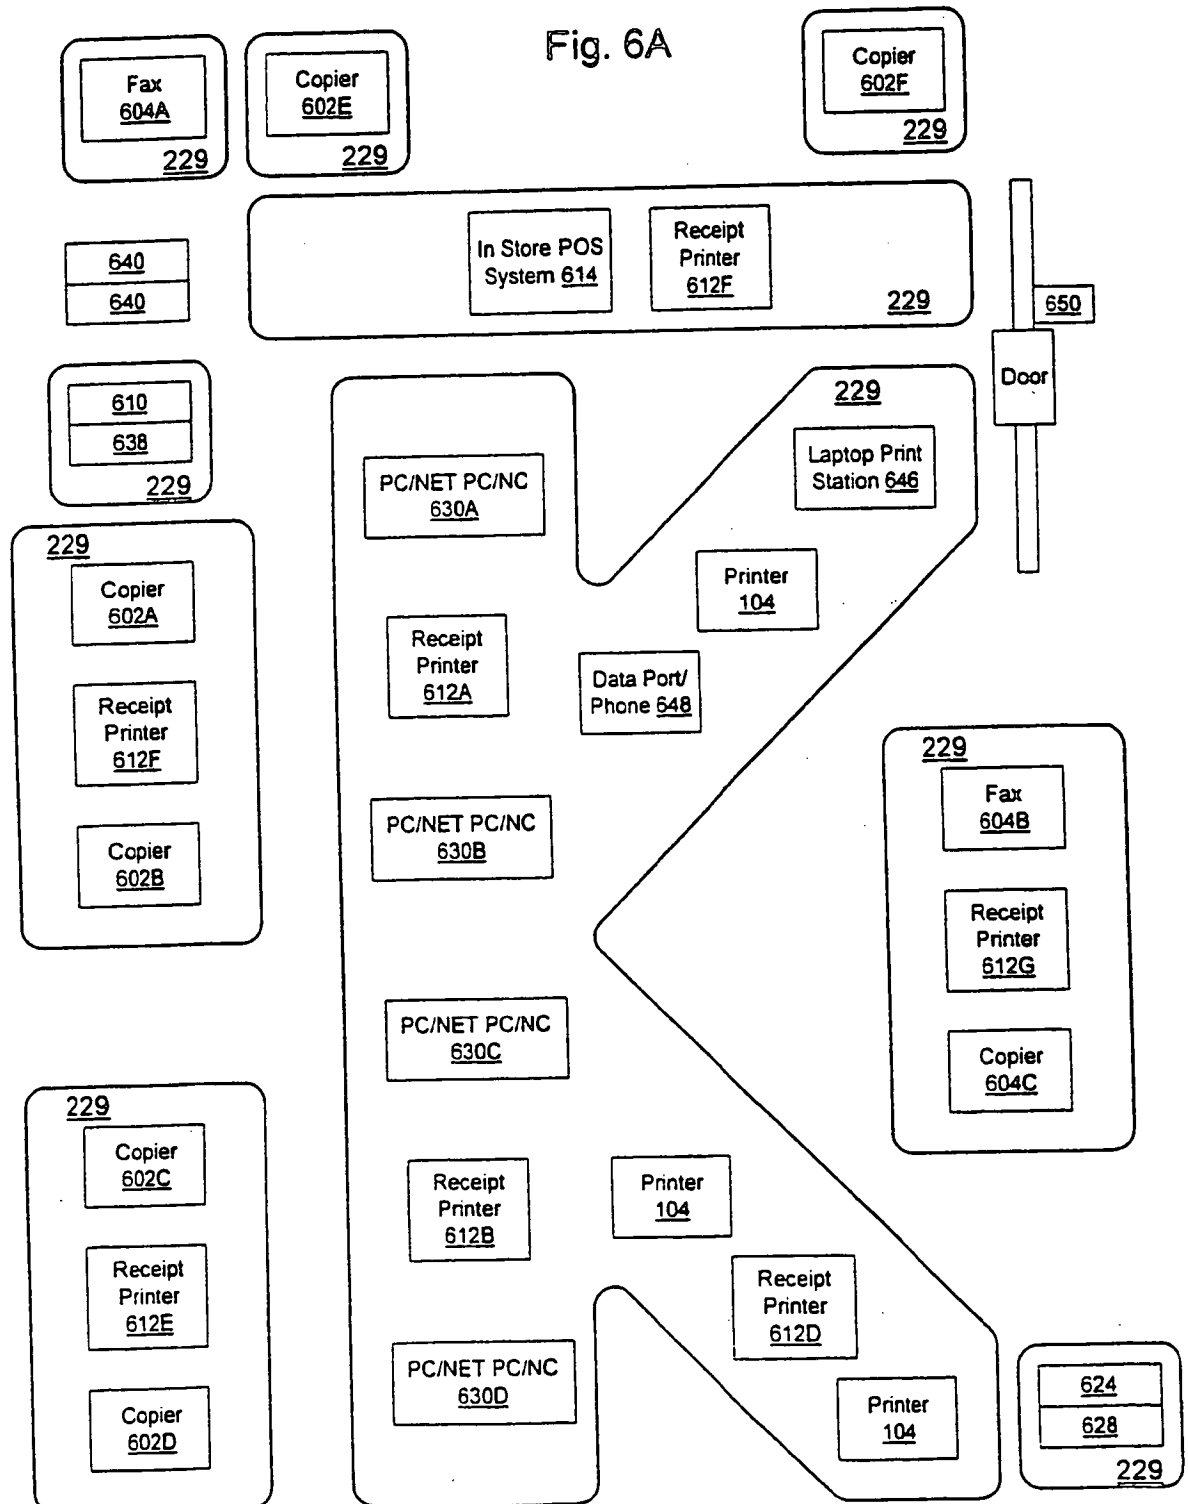 Fig. 6A
Fax
604A
229
Copier
602E
229
Copier
602F
229
In Store POS
System 614
Receipt
Printer
612F
229
640
640
650
Door
610
638
229
229
Laptop Print
Station 646
PC/NET PC/NC
630A
Printer
104
Receipt
Printer
612A
Data Port/
Phone 648
PC/NET PC/NC
630B
PC/NET PC/NC
630C
Receipt
Printer
612B
Printer
104
Receipt
Printer
612D
PC/NET PC/NC
630D
Printer
104
229
Copier
602A
Receipt
Printer
612F
Copier
602B
229
Copier
602C
Receipt
Printer
612E
Copier
602D
229
Fax
604B
Receipt
Printer
612G
Copier
604C
624
628
229